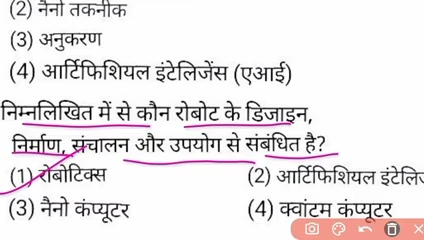 (2) नैनो तकनीक
(3) अनुकरण
(4) आर्टिफिशियल इंटेलिजेंस (एआई)
निम्नलिखित में से कौन रोबोट के डिजाइन,
निर्माण, संचालन और उपयोग से संबंधित है?
(1) रोबोटिक्स (2) आर्टिफिशियल इंटेलि
(3) नैनो कंप्यूटर (4) क्वांटम कंप्यूटर